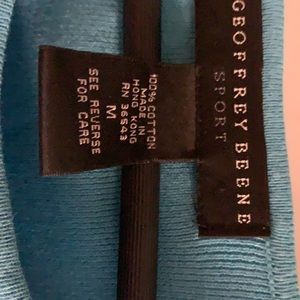 GEOFFREY BEENE
SPORT
100% COTTON
MADE IN
HONG KONG
RN 36543
M
SEE REVERSE
FOR CARE